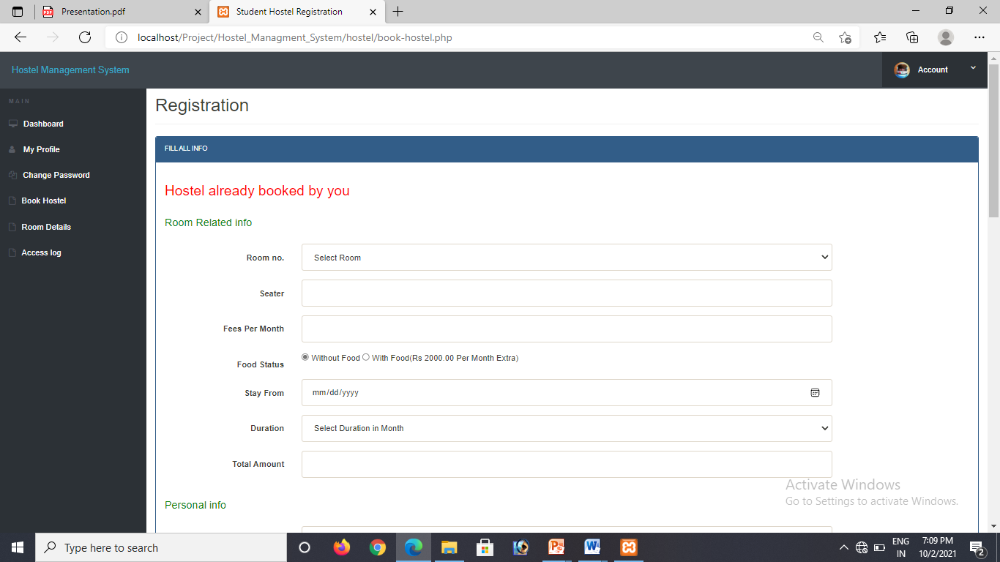 Presentation.pdf
Student Hostel Registration
localhost/Project/Hostel_Managment_System/hostel/book-hostel.php
Hostel Management System
Account
MAIN
Dashboard
My Profile
Change Password
Book Hostel
Room Details
Access log
Registration
FILL ALL INFO
Hostel already booked by you
Room Related info
Room no.
Select Room
Seater
Fees Per Month
Food Status
Without Food
With Food(Rs 2000.00 Per Month Extra)
Stay From
mm/dd/yyyy
Duration
Select Duration in Month
Total Amount
Personal info
Activate Windows
Go to Settings to activate Windows.
Type here to search
ENG
IN
7:09 PM
10/2/2021
2